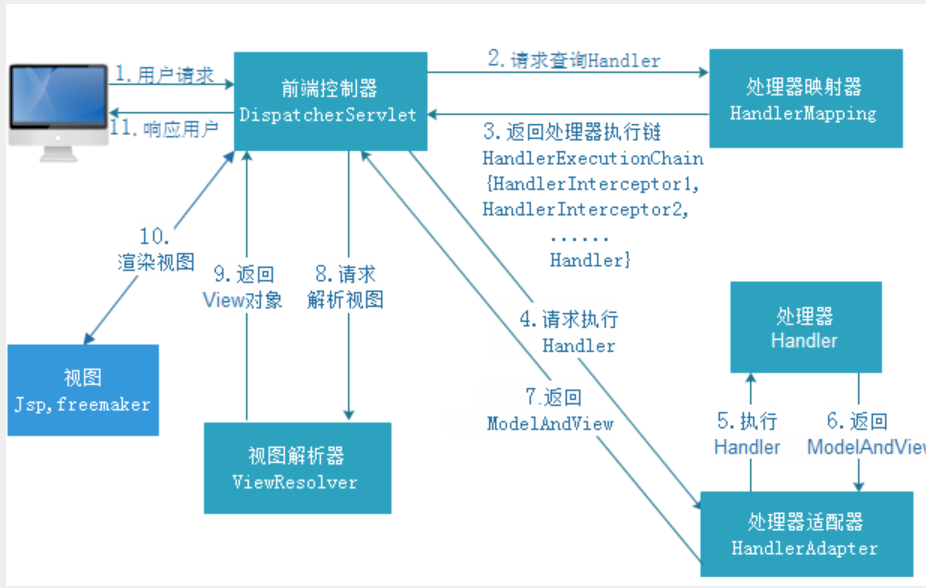 1.用户请求
11.响应用户
前端控制器
DispatcherServlet
2.请求查询Handler
处理器映射器
HandlerMapping
3.返回处理器执行链
HandlerExecutionChain
{HandlerInterceptor1,
HandlerInterceptor2,
......
Handler}
10.
渲染视图
9.返回
View对象
8.请求
解析视图
4.请求执行
Handler
处理器
Handler
视图
Jsp,freemaker
7.返回
ModelAndView
5.执行
Handler
6.返回
ModelAndView
视图解析器
ViewResolver
处理器适配器
HandlerAdapter